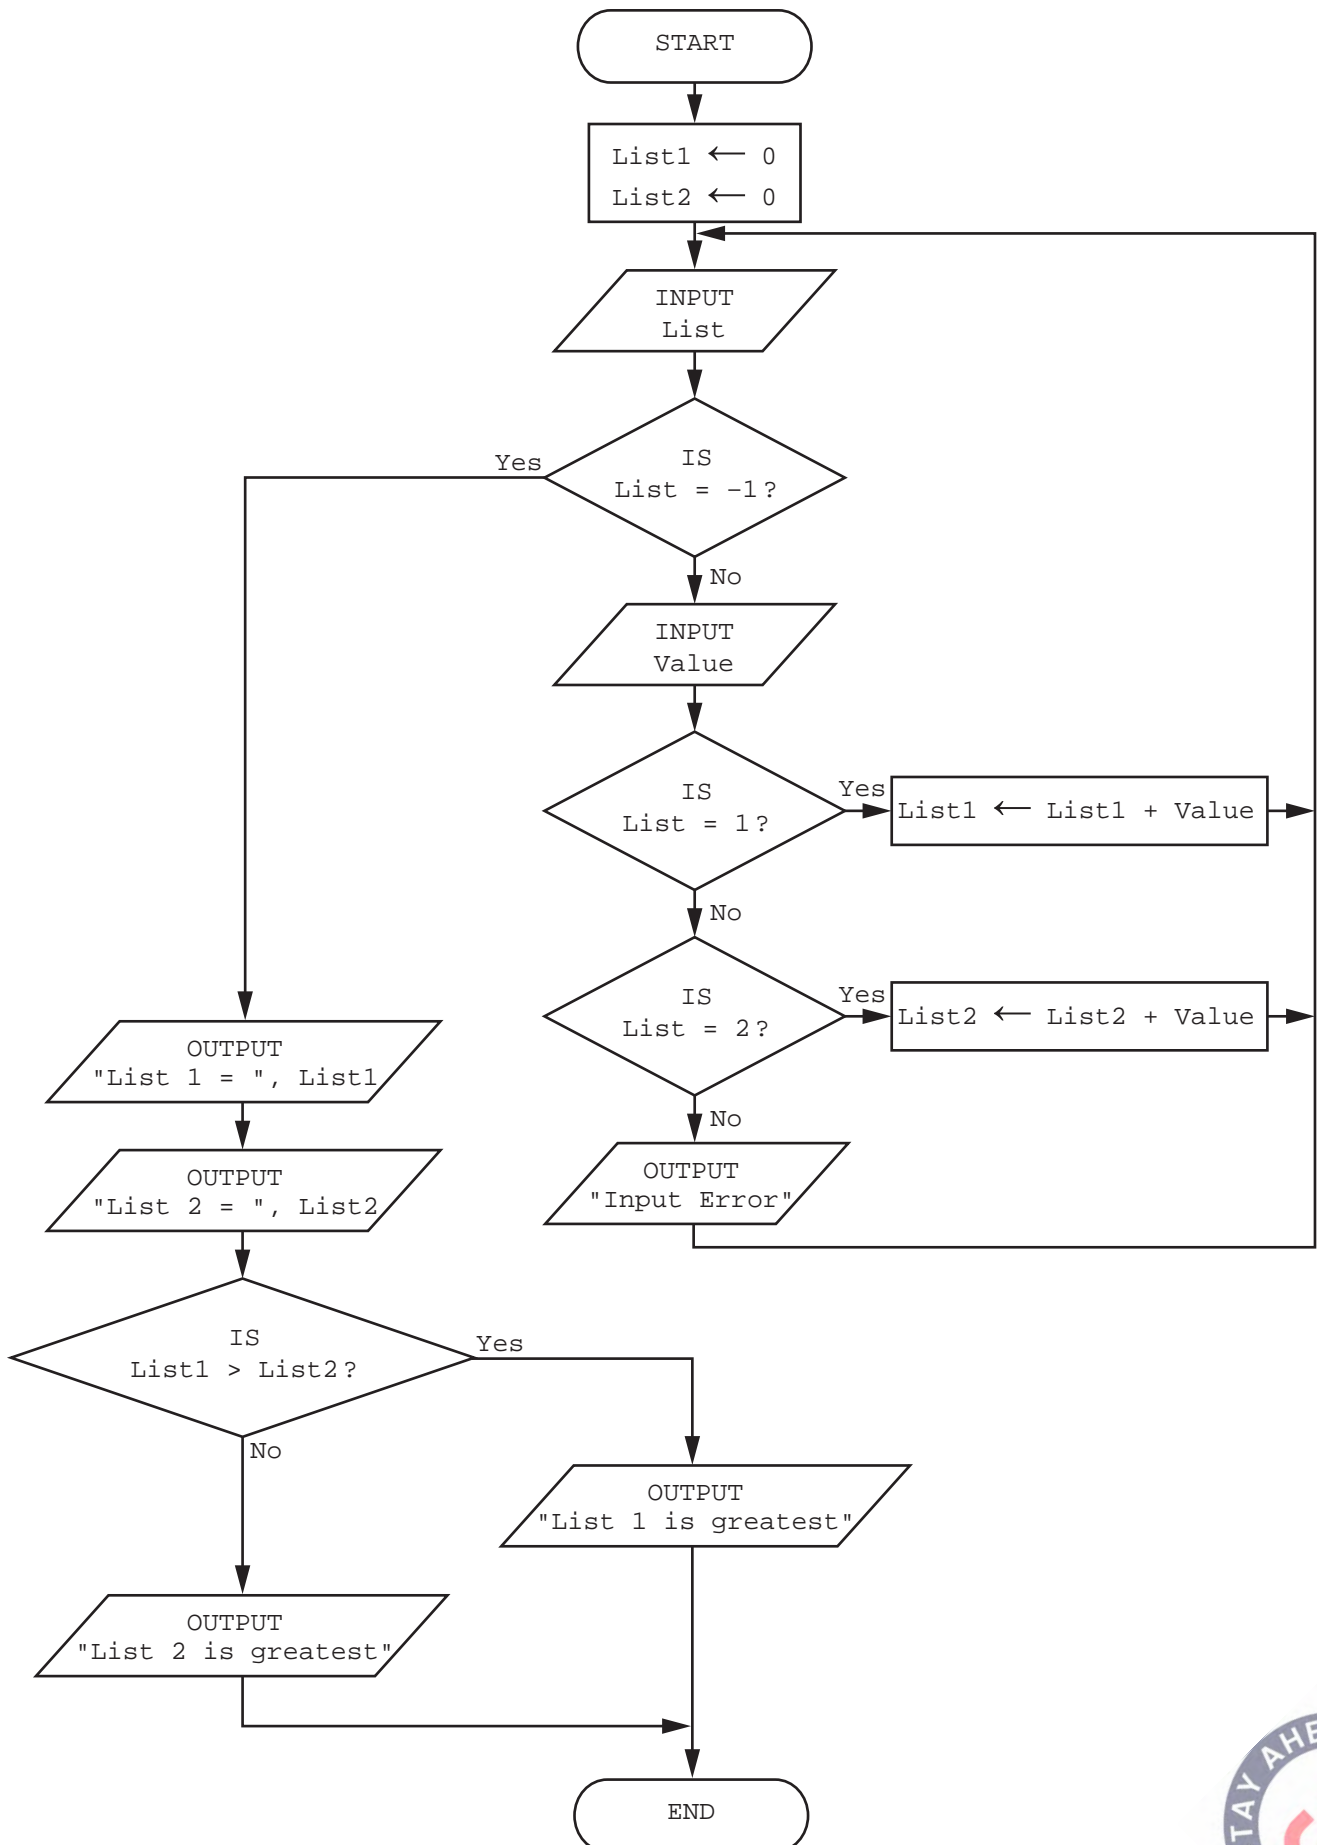 START
List1 ← 0
List2 ← 0
INPUT
List
IS
List = −1?
Yes
No
INPUT
Value
IS
List = 1?
Yes
List1 ← List1 + Value
No
IS
List = 2?
Yes
List2 ← List2 + Value
No
OUTPUT
"Input Error"
OUTPUT
"List 1 = ", List1
OUTPUT
"List 2 = ", List2
IS
List1 > List2?
Yes
No
OUTPUT
"List 1 is greatest"
OUTPUT
"List 2 is greatest"
END